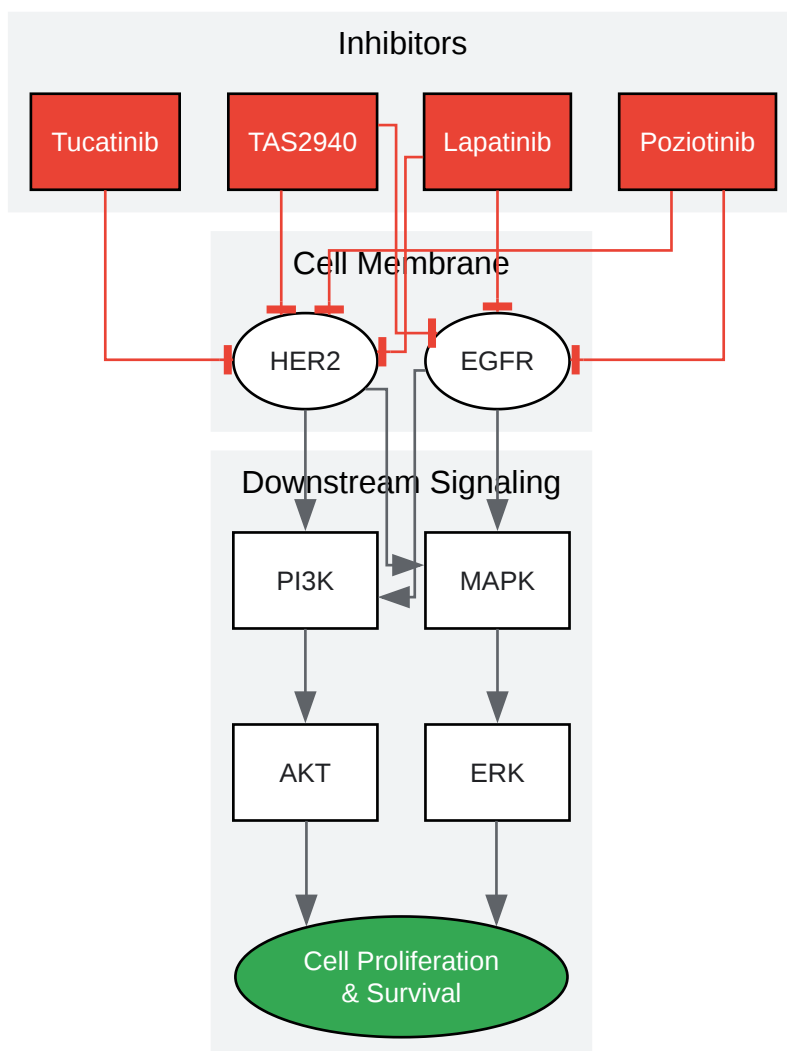 Inhibitors
Tucatinib
TAS2940
Lapatinib
Poziotinib
Cell Membrane
HER2
EGFR
Downstream Signaling
PI3K
MAPK
AKT
ERK
Cell Proliferation
& Survival